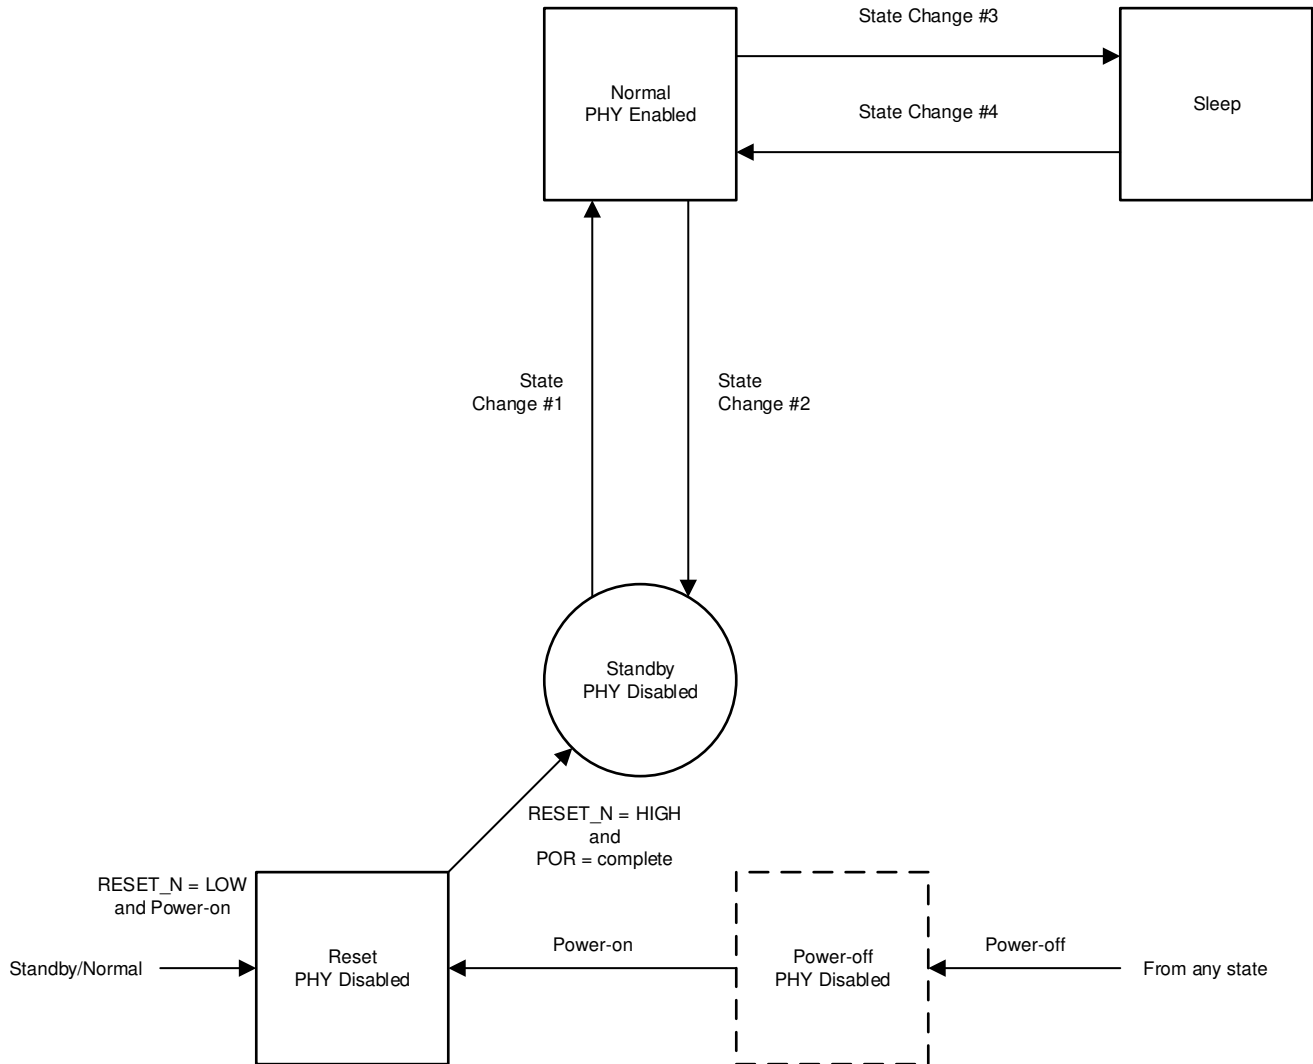 State Change #3
Normal
PHY Enabled
Sleep
State Change #4
State
Change #1
State
Change #2
Standby
PHY Disabled
RESET_N = HIGH
and
POR = complete
RESET_N = LOW
and Power-on
Standby/Normal
Reset
PHY Disabled
Power-on
Power-off
PHY Disabled
Power-off
From any state